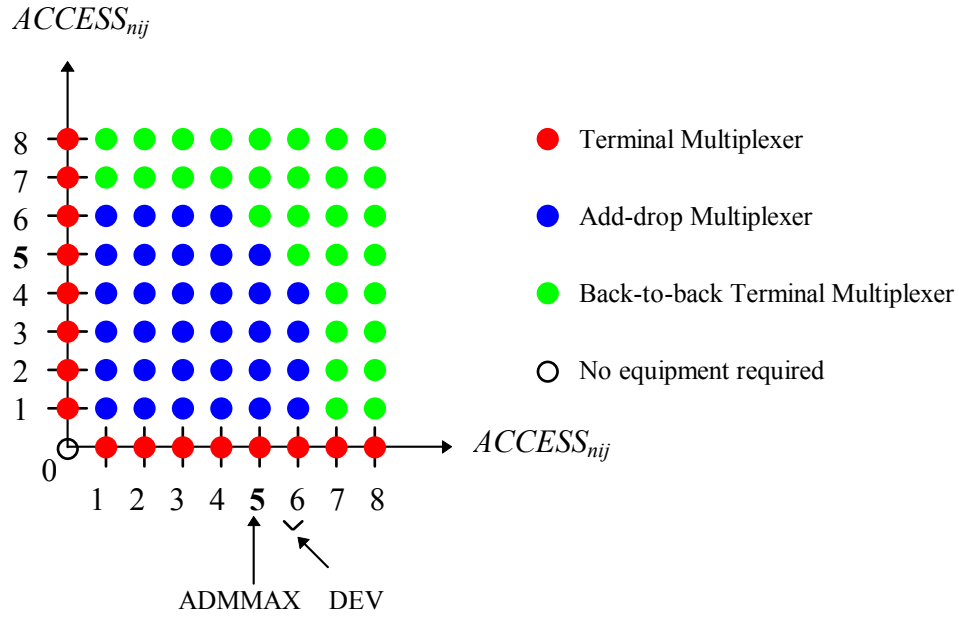 ACCESSnij
8 Terminal Multiplexer
7
6 Add-drop Multiplexer
5
4 Back-to-back Terminal Multiplexer
3
2 No equipment required
1
ACCESSnij
0
1 2 3 4 5 6 7 8
ADMMAX DEV